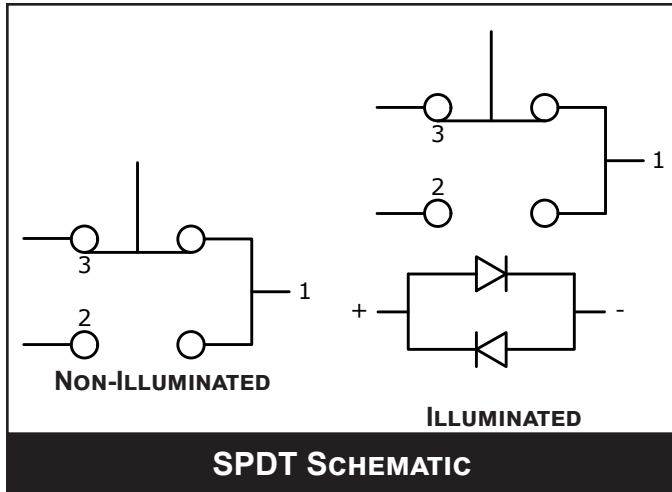 3
2
1
NON-ILLUMINATED
3
2
1
+ -
ILLUMINATED
SPDT SCHEMATIC